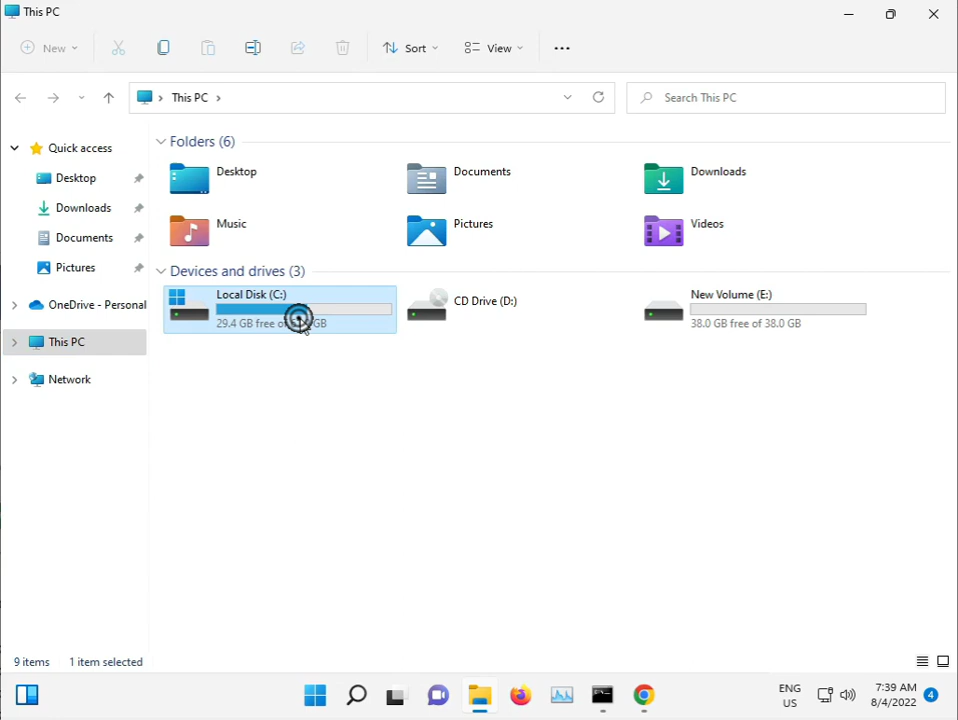 This PC
New
Sort
View
This PC
Search This PC
Quick access
Desktop
Downloads
Documents
Pictures
OneDrive - Personal
This PC
Network
Folders (6)
Desktop
Documents
Downloads
Music
Pictures
Videos
Devices and drives (3)
Local Disk (C:)
29.4 GB free of GB
CD Drive (D:)
New Volume (E:)
38.0 GB free of 38.0 GB
9 items
1 item selected
ENG
US
7:39 AM
8/4/2022
4